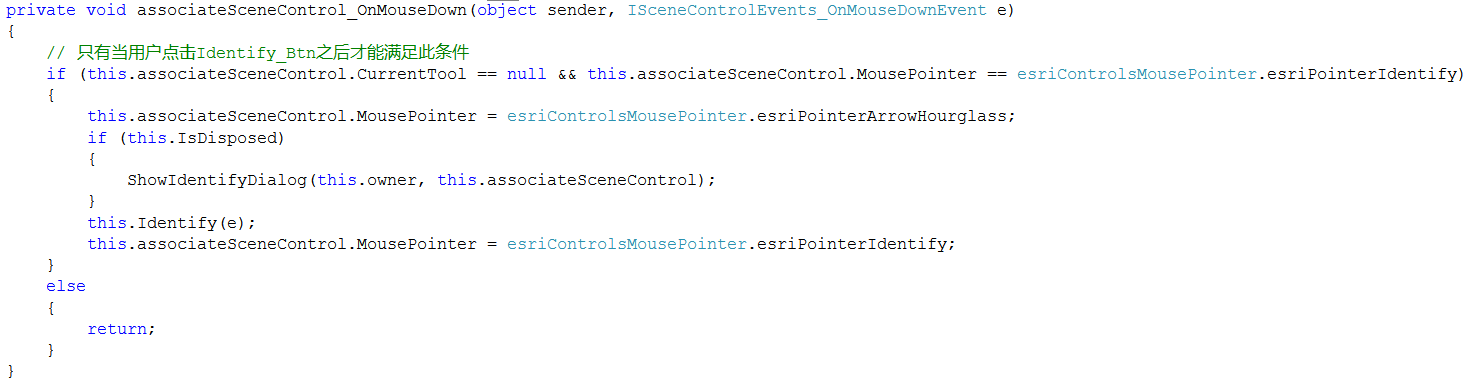 private void associateSceneControl_OnMouseDown(object sender, ISceneControlEvents_OnMouseDownEvent e)
{
    // 只有当用户点击Identify_Btn之后才能满足此条件
    if (this.associateSceneControl.CurrentTool == null && this.associateSceneControl.MousePointer == esriControlsMousePointer.esriPointerIdentify)
    {
        this.associateSceneControl.MousePointer = esriControlsMousePointer.esriPointerArrowHourglass;
        if (this.IsDisposed)
        {
            ShowIdentifyDialog(this.owner, this.associateSceneControl);
        }
        this.Identify(e);
        this.associateSceneControl.MousePointer = esriControlsMousePointer.esriPointerIdentify;
    }
    else
    {
        return;
    }
}